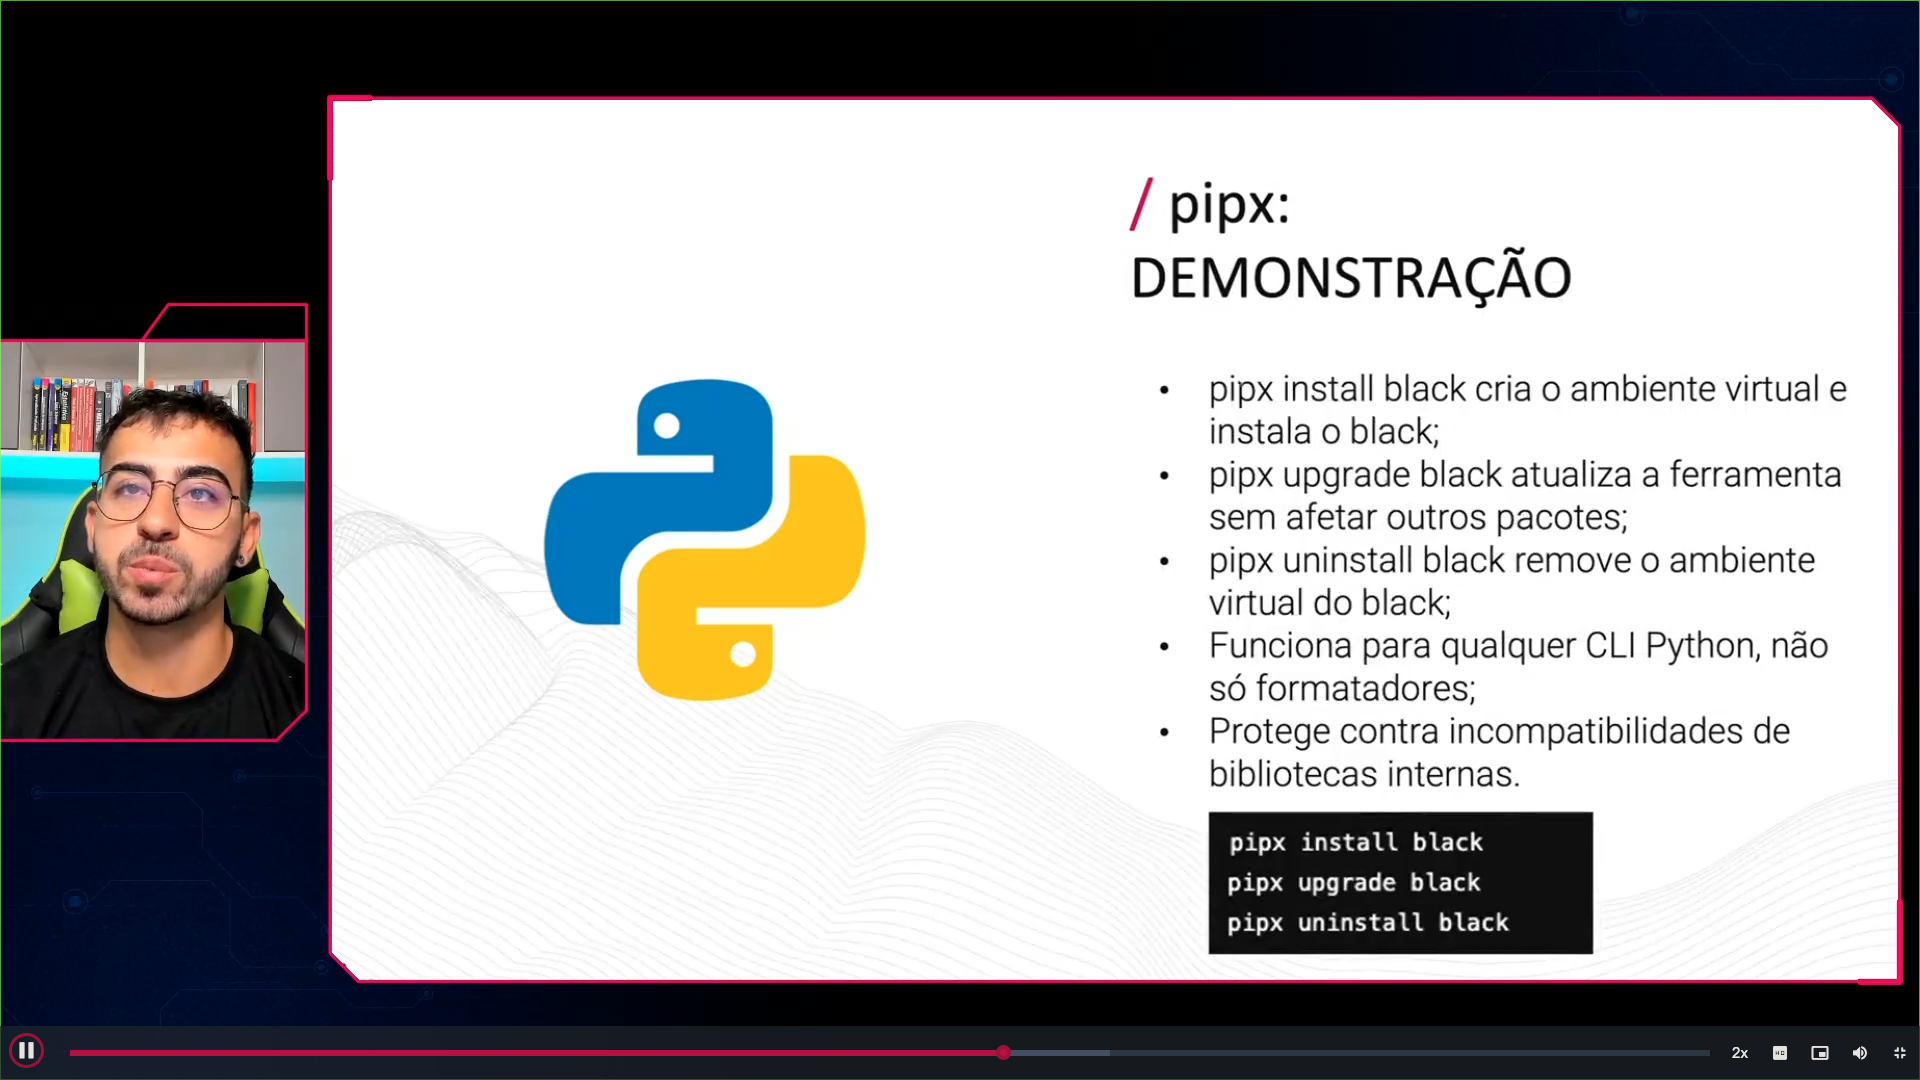 / pipx:
DEMONSTRAÇÃO
• pipx install black cria o ambiente virtual e
instala o black;
• pipx upgrade black atualiza a ferramenta
sem afetar outros pacotes;
• pipx uninstall black remove o ambiente
virtual do black;
• Funciona para qualquer CLI Python, não
só formatadores;
• Protege contra incompatibilidades de
bibliotecas internas.
pipx install black
pipx upgrade black
pipx uninstall black
2x